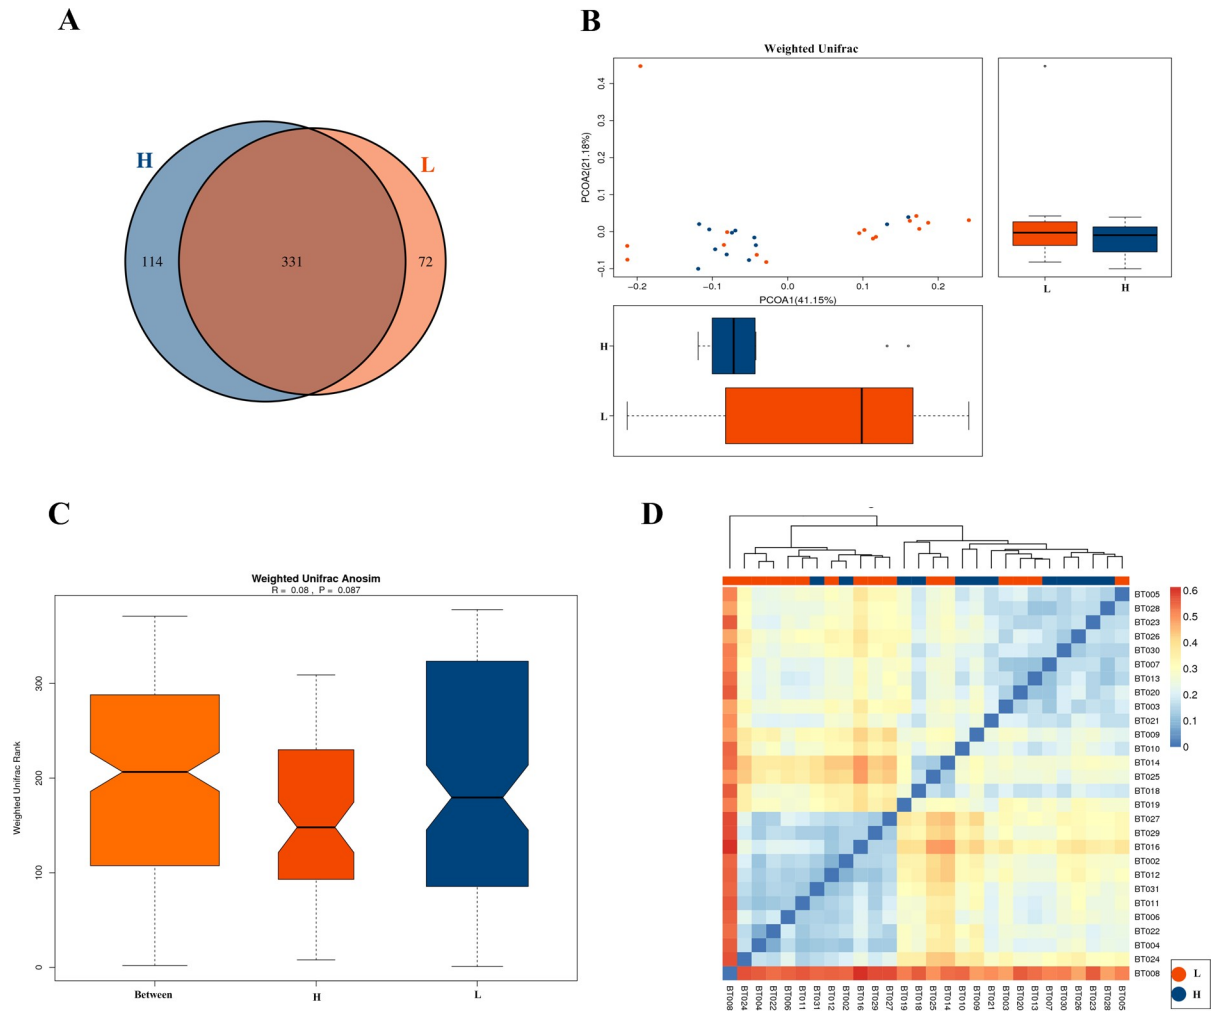 A
H
L
114
331
72
B
Weighted Unifrac
PCOA2(21.18%)
0.4
0.3
0.2
0.1
0.0
−0.1
−0.2
−0.1
0.0
0.1
0.2
PCOA1(41.15%)
L
H
H
L
C
Weighted Unifrac Anosim
R = 0.08 , P = 0.087
Weighted Unifrac Rank
300
200
100
0
Between
H
L
D
BT005
BT028
BT023
BT026
BT030
BT007
BT013
BT020
BT003
BT021
BT009
BT010
BT014
BT025
BT018
BT019
BT027
BT029
BT016
BT002
BT012
BT031
BT011
BT006
BT022
BT004
BT024
BT008
0.6
0.5
0.4
0.3
0.2
0.1
0
BT008
BT024
BT004
BT022
BT006
BT011
BT031
BT012
BT002
BT016
BT029
BT027
BT019
BT018
BT025
BT014
BT010
BT009
BT021
BT003
BT020
BT013
BT007
BT030
BT026
BT023
BT028
BT005
L
H